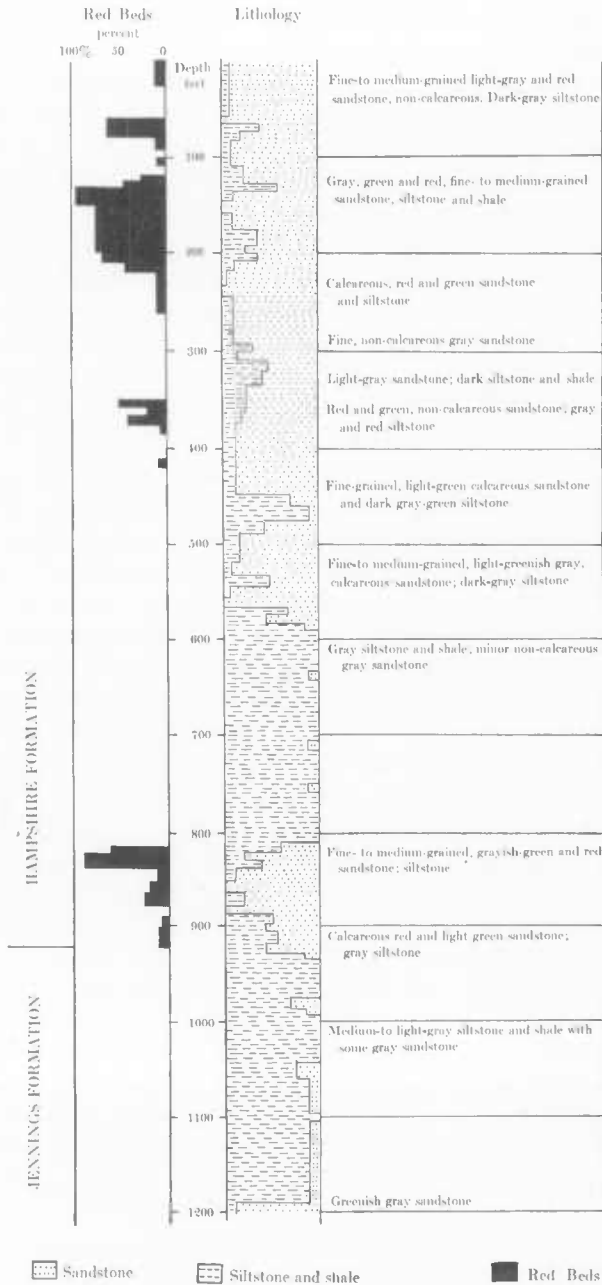 Red Beds
percent
100% 50 0
Lithology
Depth
feet
Fine-to medium-grained light-gray and red
sandstone, non-calcareous. Dark-gray siltstone
100
Gray, green and red, fine- to medium-grained
sandstone, siltstone and shale
200
Calcareous, red and green sandstone
and siltstone
Fine, non-calcareous gray sandstone
300
Light-gray sandstone; dark siltstone and shale
Red and green, non-calcareous sandstone, gray
and red siltstone
400
Fine-grained, light-green calcareous sandstone
and dark gray-green siltstone
500
Fine-to medium-grained, light-greenish gray,
calcareous sandstone; dark-gray siltstone
600
Gray siltstone and shale, minor non-calcareous
gray sandstone
700
HAMPSHIRE FORMATION
800
Fine- to medium-grained, grayish-green and red
sandstone; siltstone
900
Calcareous red and light green sandstone;
gray siltstone
1000
Medium-to light-gray siltstone and shale with
some gray sandstone
JENNINGS FORMATION
1100
Greenish gray sandstone
1200
Sandstone
Siltstone and shale
Red Beds